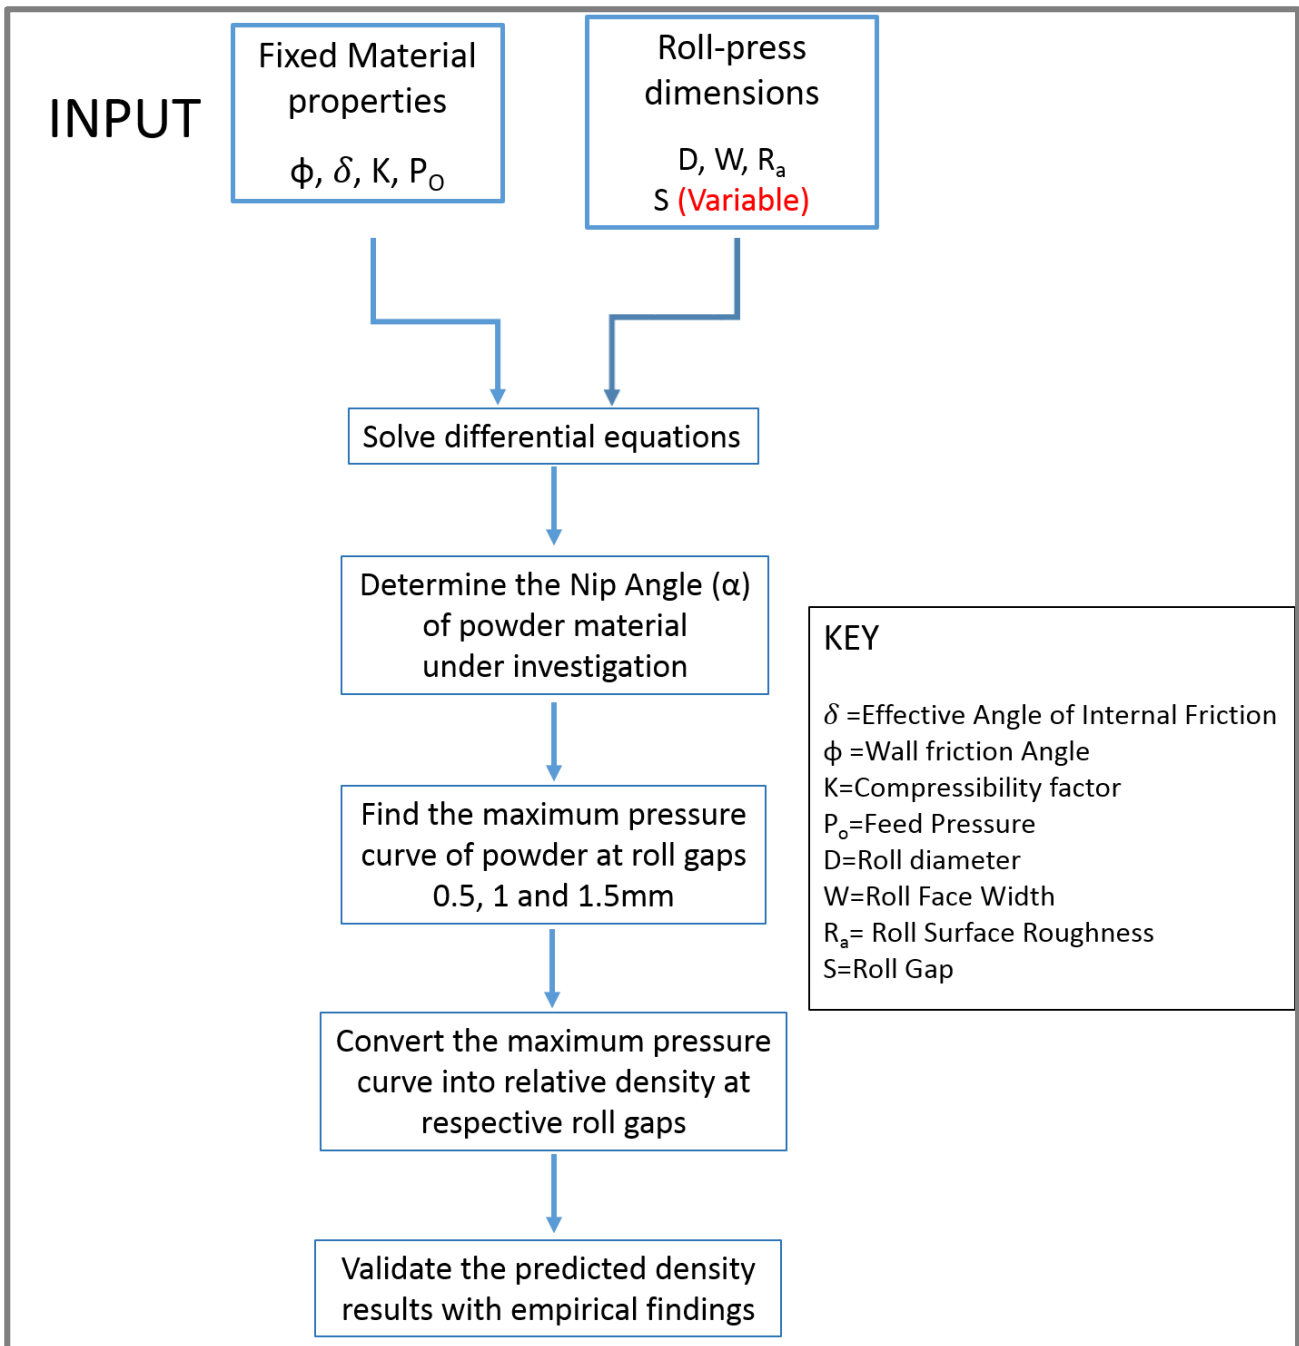 INPUT
Fixed Material
properties
ϕ, δ, K, P₀
Roll-press
dimensions
D, W, Rₐ
S (Variable)
Solve differential equations
Determine the Nip Angle (α)
of powder material
under investigation
Find the maximum pressure
curve of powder at roll gaps
0.5, 1 and 1.5mm
Convert the maximum pressure
curve into relative density at
respective roll gaps
Validate the predicted density
results with empirical findings
KEY
δ =Effective Angle of Internal Friction
ϕ =Wall friction Angle
K=Compressibility factor
Pₒ=Feed Pressure
D=Roll diameter
W=Roll Face Width
Rₐ= Roll Surface Roughness
S=Roll Gap